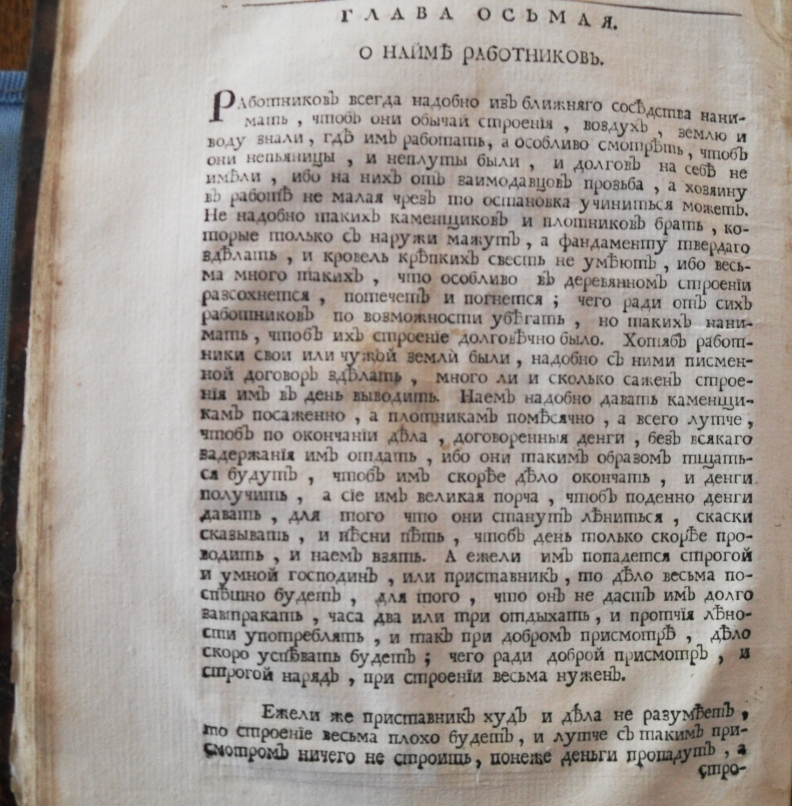 ГЛАВА ОСЬМАЯ.
О НАИМѢ РАБОТНИКОВЪ.
Работниковъ всегда надобно изъ ближняго сосѣдства нани-
мать, чтобъ они обычай строенія, воздухъ, землю и
воду знали, гдѣ имъ работать, а особливо смотрѣть, чтобъ
они непьяницы, и неплуты были, и долговъ на себѣ не
имѣли, ибо на нихъ отъ заимодавцовъ прозьба, а хозяину
въ работѣ не малая чрезъ то остановка учиниться можетъ.
Не надобно такихъ каменщиковъ и плотниковъ брать, ко-
торые только съ наружи мажутъ, а фандаменту твердаго
здѣлать, и кровель крѣпкихъ свесть не умѣютъ, ибо весь-
ма много такихъ, что особливо въ деревянномъ строеніи
разсохнется, потечетъ и погнется; чего ради отъ сихъ
работниковъ по возможности убѣгать, но такихъ нани-
мать, чтобъ ихъ строеніе долговѣчно было. Хотябъ работ-
ники свои или чужой земли были, надобно съ ними писмен-
ной договоръ здѣлать, много ли и сколько саженъ строе-
нія имъ въ день выводить. Наемъ надобно давать каменщи-
камъ посаженно, а плотникамъ помѣсячно, а всего лутче,
чтобъ по окончаніи дѣла, договоренныя денги, безъ всякаго
задержанія имъ отдать, ибо они такимъ образомъ тщать-
ся будутъ, чтобъ имъ скорѣе дѣло окончать, и денги
получить, а сіе имъ великая порча, чтобъ поденно денги
давать, для того что они станутъ лѣниться, скаски
сказывать, и пѣсни пѣть, чтобъ день только скорѣе про-
водить, и наемъ взять. А ежели имъ попадется строгой
и умной господинъ, или приставникъ, то дѣло весьма по-
спѣшно будетъ, для того, что онъ не дастъ имъ долго
завтракать, часа два или три отдыхать, и протчія лѣно-
сти употреблять, и такъ при добромъ присмотрѣ, дѣло
скоро успѣвать будетъ; чего ради доброй присмотръ, и
строгой нарядъ, при строеніи весьма нуженъ.
Ежели же приставникъ худъ и дѣла не разумѣетъ,
то строеніе весьма плохо будетъ, и лутче съ такимъ при-
смотромъ ничего не строить, понеже деньги пропадутъ, а
стро-